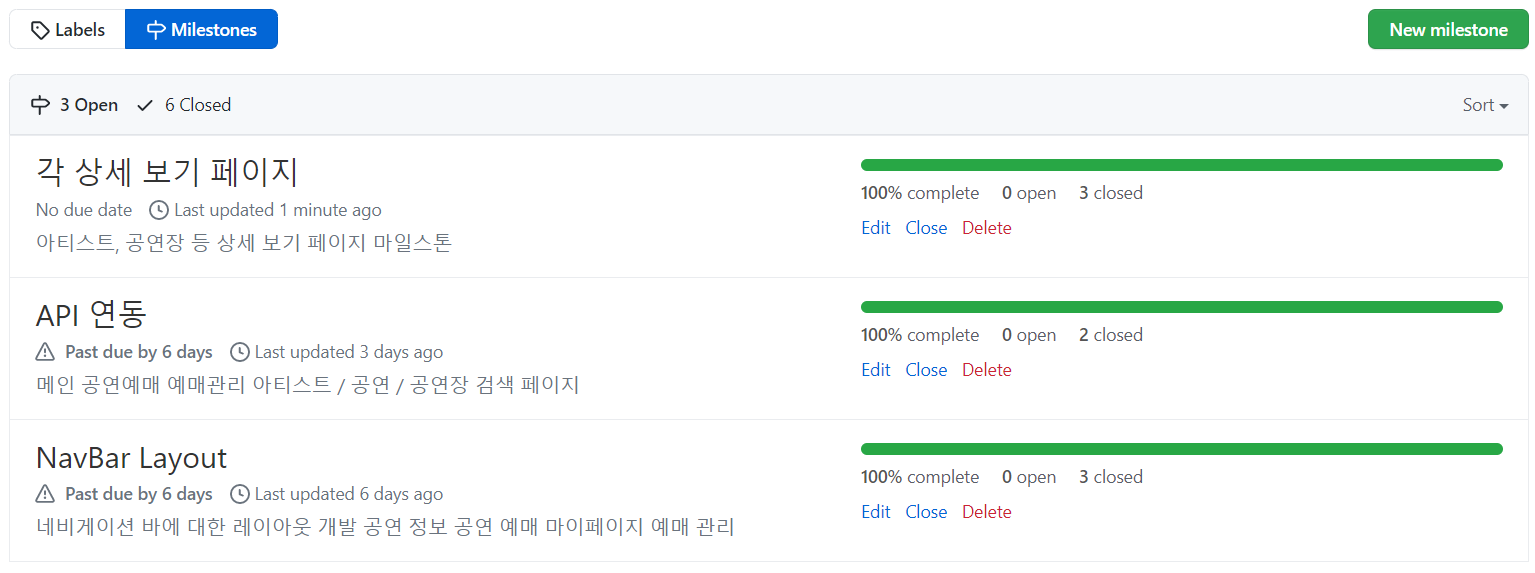 Labels Milestones New milestone
3 Open 6 Closed Sort
각 상세 보기 페이지
No due date Last updated 1 minute ago
아티스트, 공연장 등 상세 보기 페이지 마일스톤
100% complete 0 open 3 closed
Edit Close Delete
API 연동
Past due by 6 days Last updated 3 days ago
메인 공연예매 예매관리 아티스트 / 공연 / 공연장 검색 페이지
100% complete 0 open 2 closed
Edit Close Delete
NavBar Layout
Past due by 6 days Last updated 6 days ago
네비게이션 바에 대한 레이아웃 개발 공연 정보 공연 예매 마이페이지 예매 관리
100% complete 0 open 3 closed
Edit Close Delete